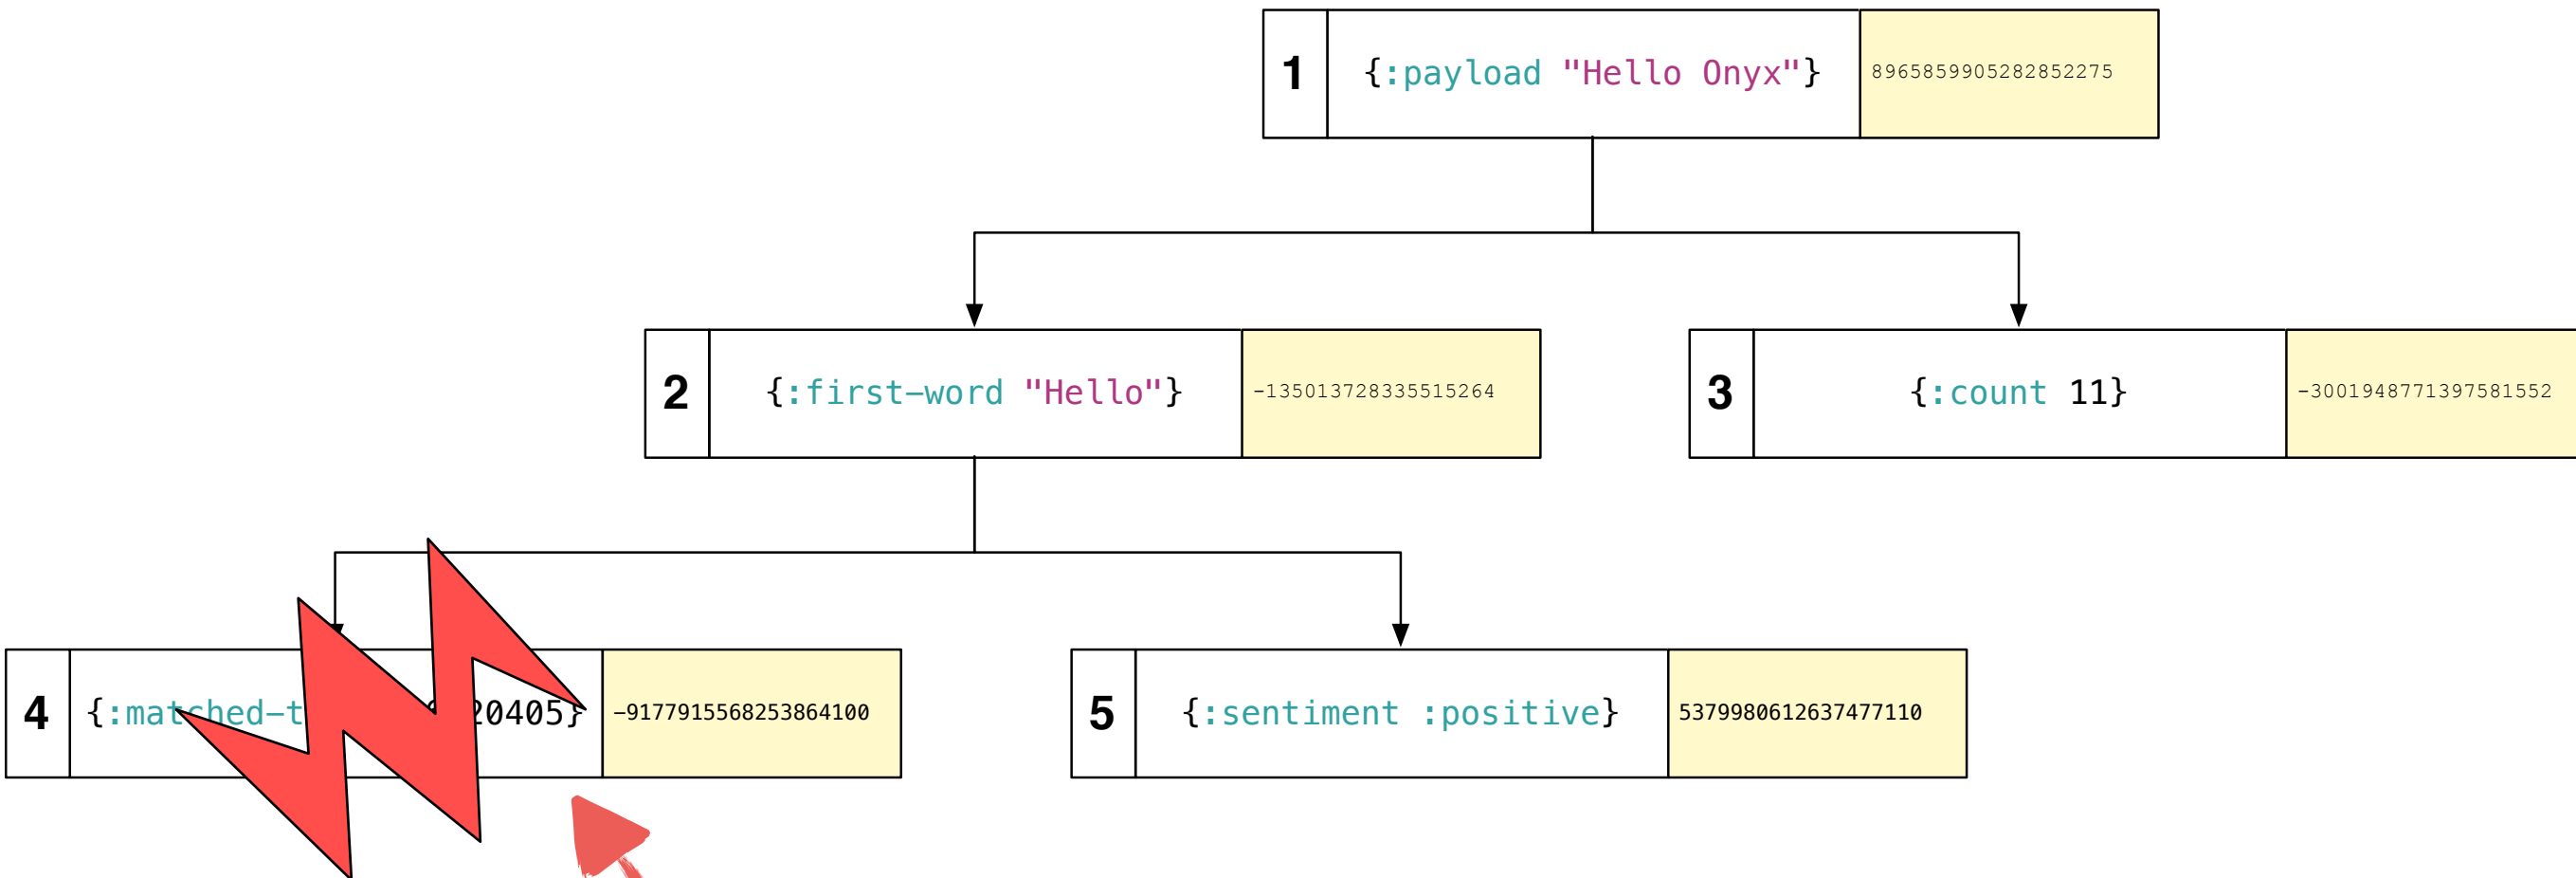 1 {:payload "Hello Onyx"} 8965859905282852275
2 {:first-word "Hello"} -135013728335515264
3 {:count 11} -3001948771397581552
4 {:matched-t 20405} -9177915568253864100
5 {:sentiment :positive} 5379980612637477110